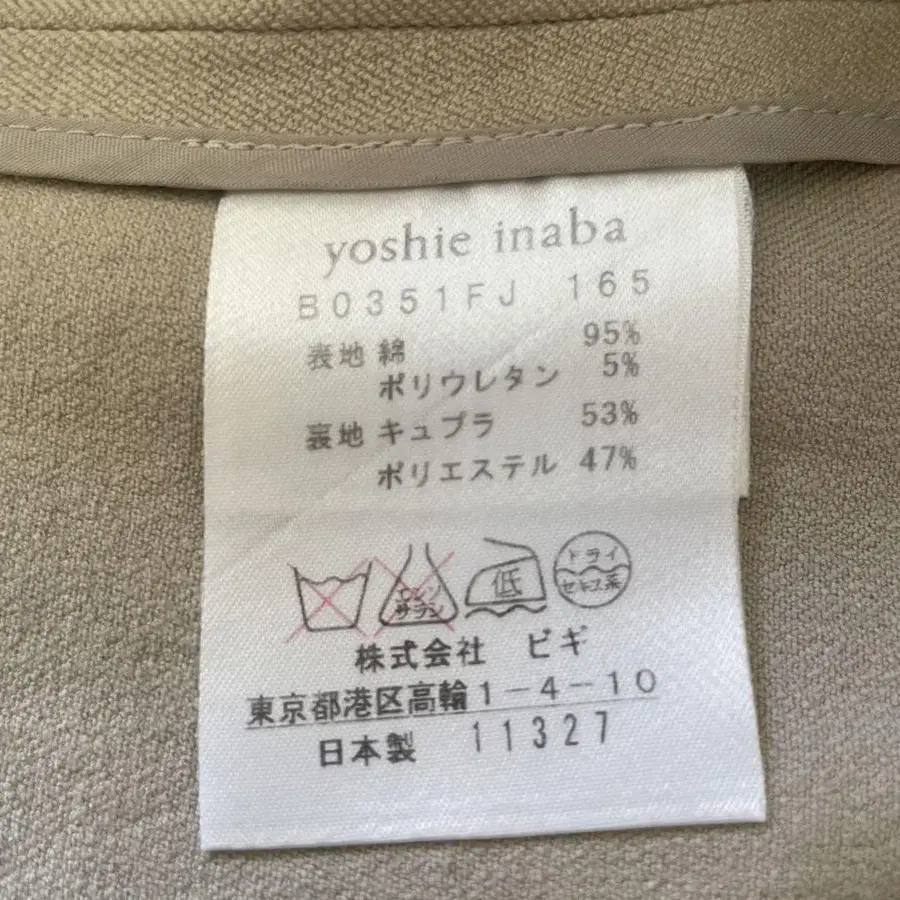 yoshie inaba
B0351FJ 165
表地 綿 95%
ポリウレタン 5%
裏地 キュプラ 53%
ポリエステル 47%
エンソ
サラシ
低
ドライ
セキユ系
株式会社 ビギ
東京都港区高輪1-4-10
日本製 11327